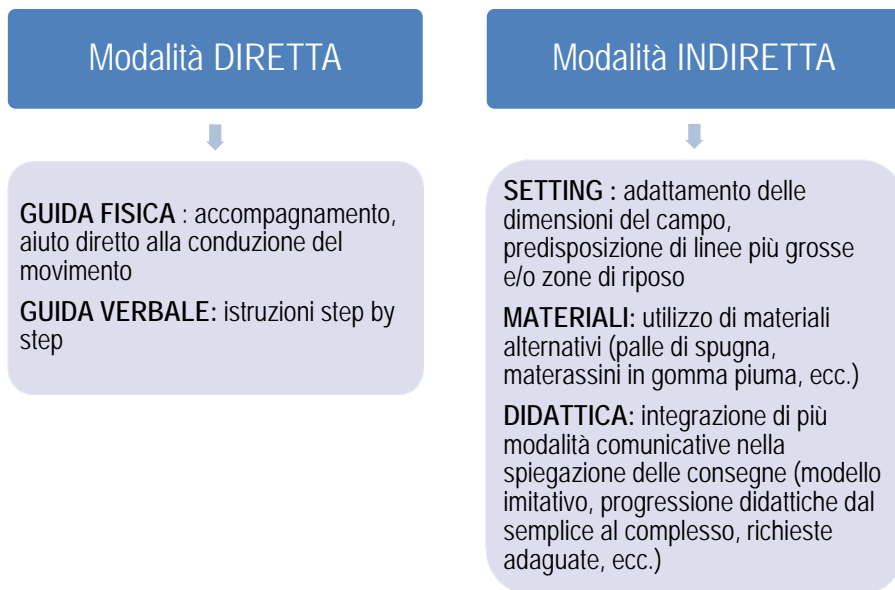 Modalità DIRETTA
GUIDA FISICA : accompagnamento,
aiuto diretto alla conduzione del
movimento
GUIDA VERBALE: istruzioni step by
step
Modalità INDIRETTA
SETTING : adattamento delle
dimensioni del campo,
predisposizione di linee più grosse
e/o zone di riposo
MATERIALI: utilizzo di materiali
alternativi (palle di spugna,
materassini in gomma piuma, ecc.)
DIDATTICA: integrazione di più
modalità comunicative nella
spiegazione delle consegne (modello
imitativo, progressione didattiche dal
semplice al complesso, richieste
adaguate, ecc.)